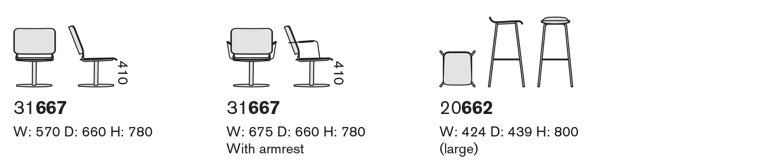 410
31667
W: 570 D: 660 H: 780
410
31667
W: 675 D: 660 H: 780
With armrest
20662
W: 424 D: 439 H: 800
(large)